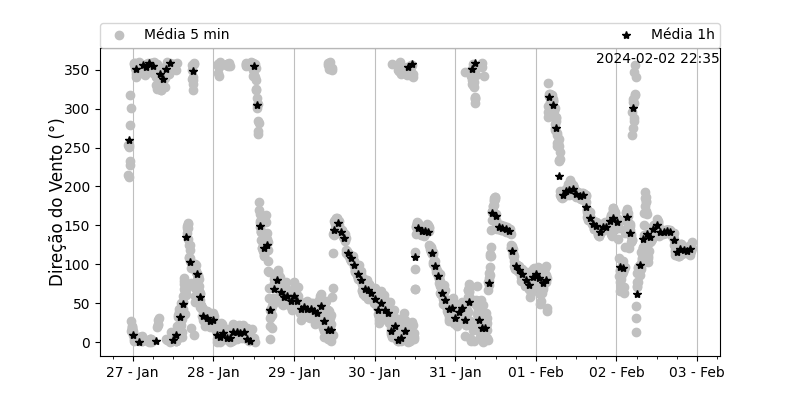 Média 5 min
Média 1h
2024-02-02 22:35
Direção do Vento (°)
350
300
250
200
150
100
50
0
27 - Jan
28 - Jan
29 - Jan
30 - Jan
31 - Jan
01 - Feb
02 - Feb
03 - Feb